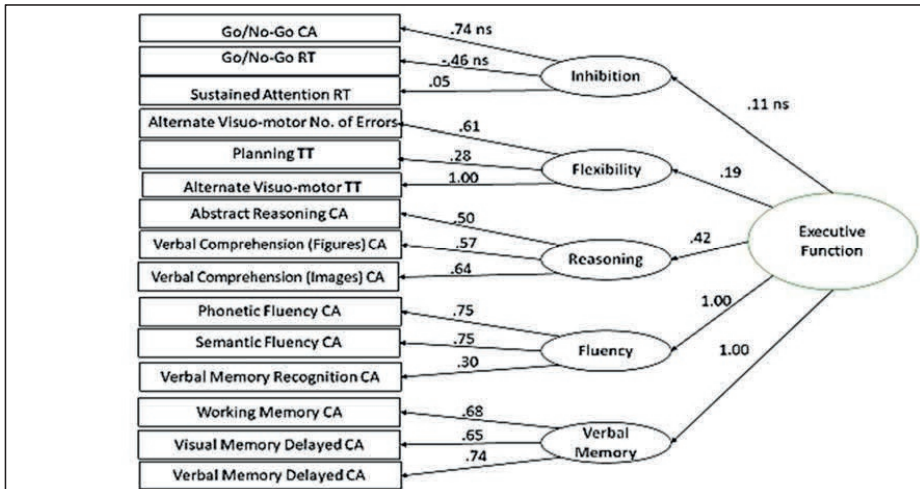 Go/No-Go CA
.74 ns
Go/No-Go RT
-.46 ns
Inhibition
Sustained Attention RT
.05
.11 ns
Alternate Visuo-motor No. of Errors
.61
Planning TT
.28
Flexibility
.19
Alternate Visuo-motor TT
1.00
Abstract Reasoning CA
.50
Executive
Function
Verbal Comprehension (Figures) CA
.57
Reasoning
.42
Verbal Comprehension (Images) CA
.64
Phonetic Fluency CA
.75
1.00
Semantic Fluency CA
.75
Fluency
1.00
Verbal Memory Recognition CA
.30
Working Memory CA
.68
Verbal
Memory
Visual Memory Delayed CA
.65
Verbal Memory Delayed CA
.74